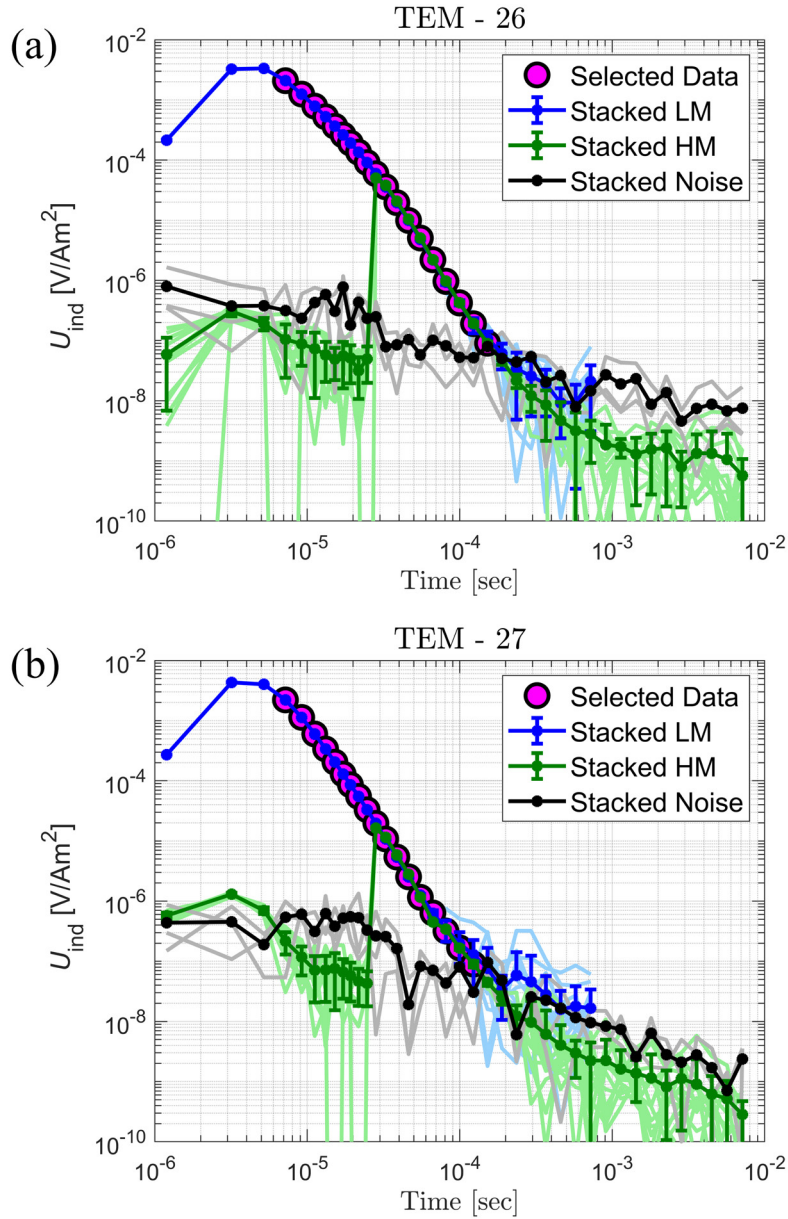 (a)
TEM - 26
10^-2
10^-4
10^-6
10^-8
10^-10
U_ind [V/Am^2]
Selected Data
Stacked LM
Stacked HM
Stacked Noise
10^-6 10^-5 10^-4 10^-3 10^-2
Time [sec]
(b)
TEM - 27
10^-2
10^-4
10^-6
10^-8
10^-10
U_ind [V/Am^2]
Selected Data
Stacked LM
Stacked HM
Stacked Noise
10^-6 10^-5 10^-4 10^-3 10^-2
Time [sec]